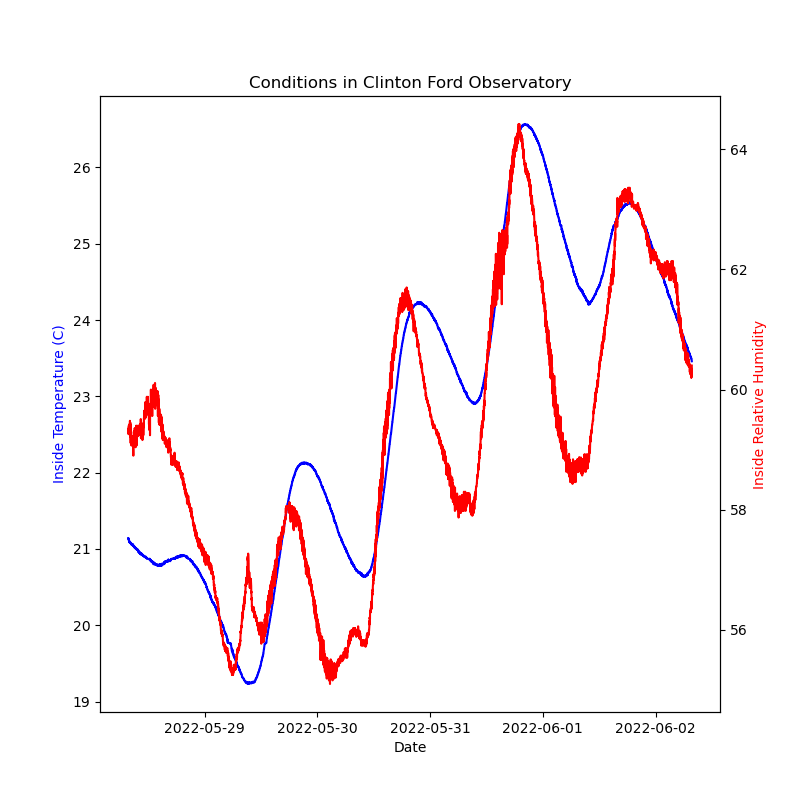 Conditions in Clinton Ford Observatory
26
25
24
23
22
21
20
19
Inside Temperature (C)
64
62
60
58
56
Inside Relative Humidity
2022-05-29 2022-05-30 2022-05-31 2022-06-01 2022-06-02
Date